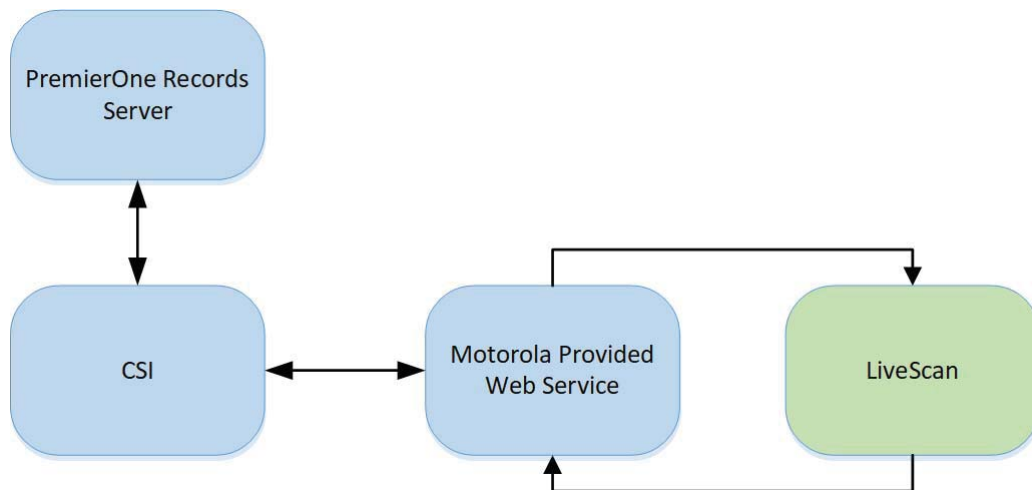 PremierOne Records
Server
CSI
Motorola Provided
Web Service
LiveScan